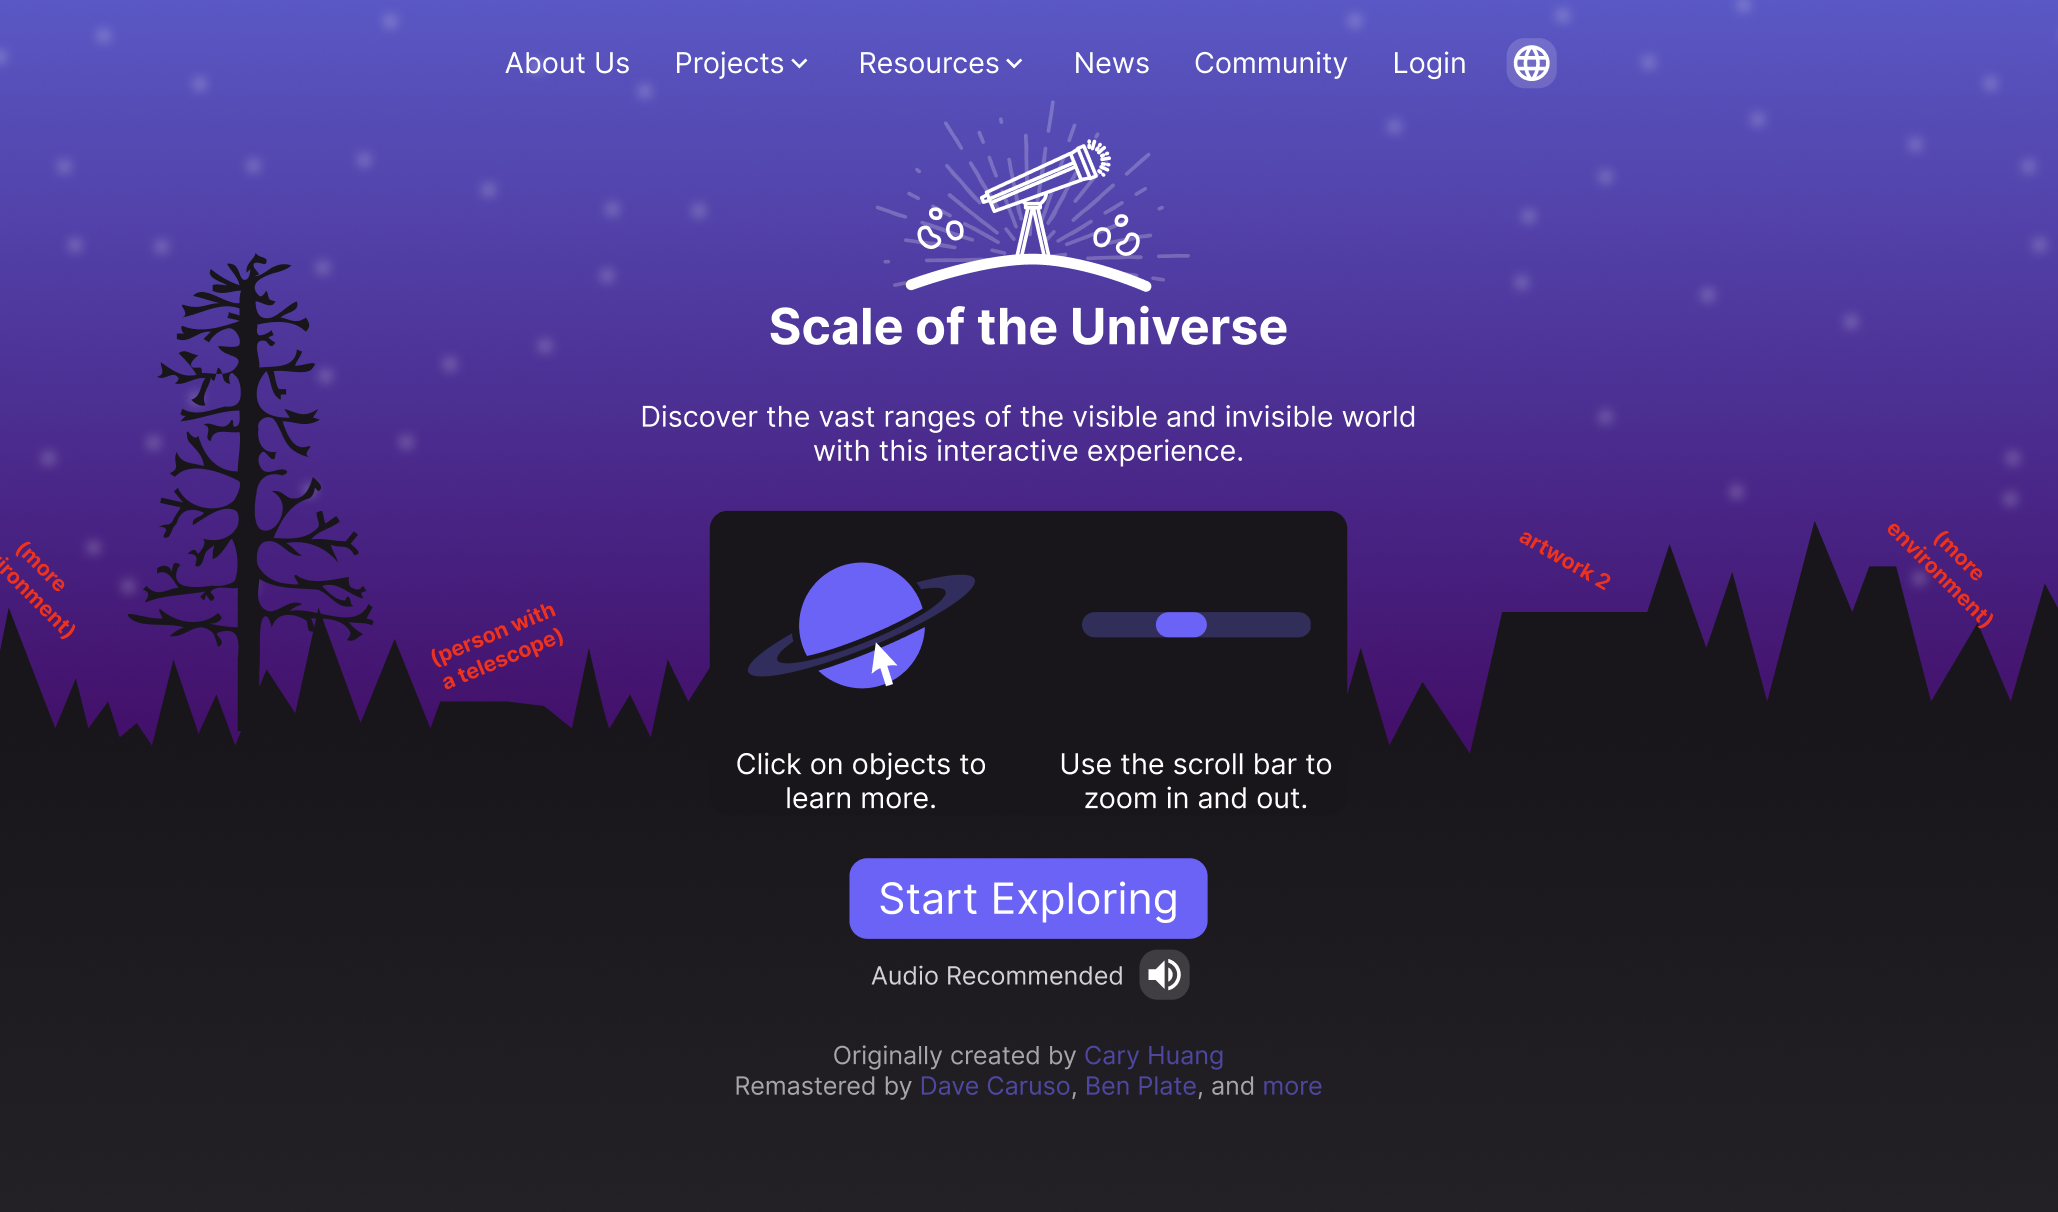 About Us Projects Resources News Community Login
Scale of the Universe
Discover the vast ranges of the visible and invisible world
with this interactive experience.
(more
environment)
(person with
a telescope)
artwork 2
(more
environment)
Click on objects to
learn more.
Use the scroll bar to
zoom in and out.
Start Exploring
Audio Recommended
Originally created by Cary Huang
Remastered by Dave Caruso, Ben Plate, and more